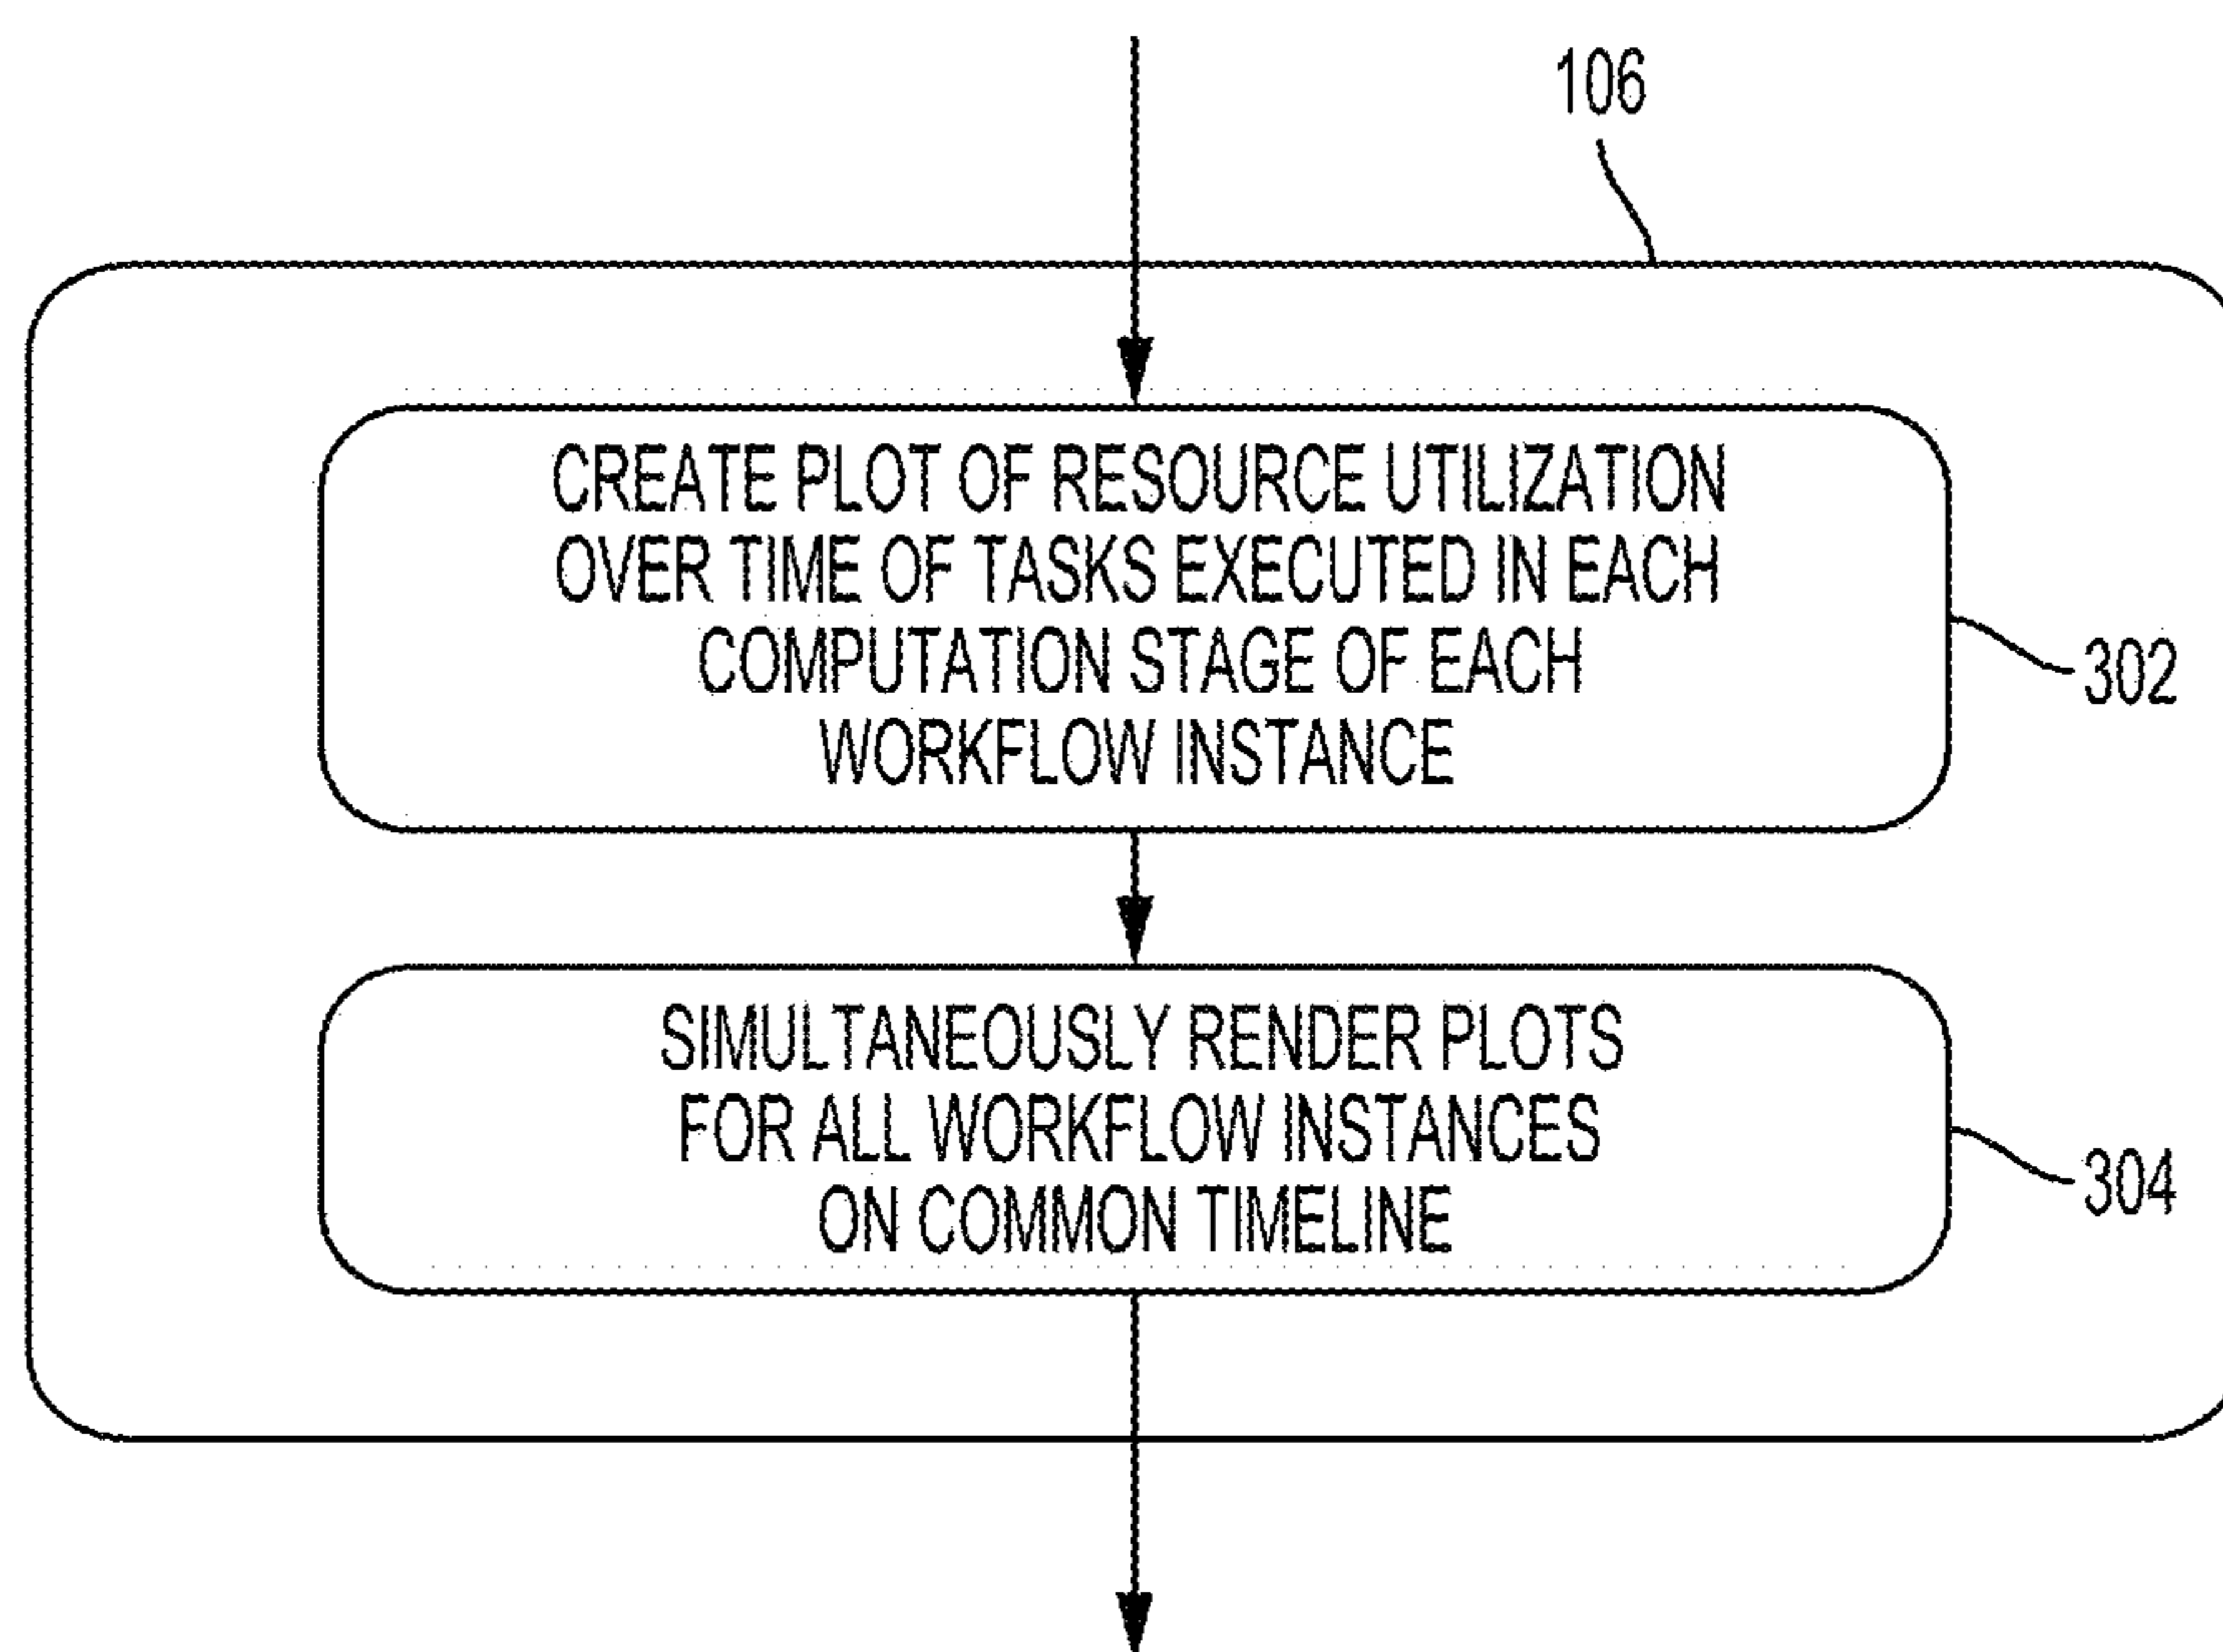 106
CREATE PLOT OF RESOURCE UTILIZATION
OVER TIME OF TASKS EXECUTED IN EACH
COMPUTATION STAGE OF EACH
WORKFLOW INSTANCE
302
SIMULTANEOUSLY RENDER PLOTS
FOR ALL WORKFLOW INSTANCES
ON COMMON TIMELINE
304